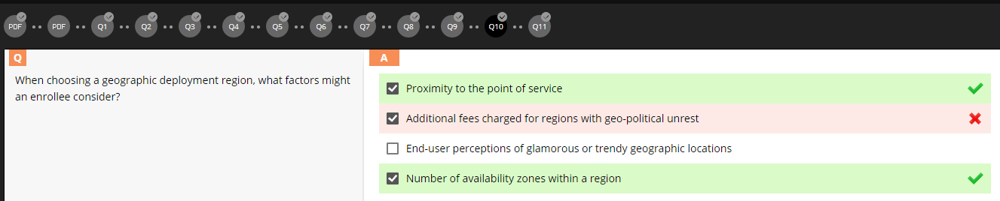 PDF PDF Q1 Q2 Q3 Q4 Q5 Q6 Q7 Q8 Q9 Q10 Q11
Q
When choosing a geographic deployment region, what factors might
an enrollee consider?
A
Proximity to the point of service
Additional fees charged for regions with geo-political unrest
End-user perceptions of glamorous or trendy geographic locations
Number of availability zones within a region